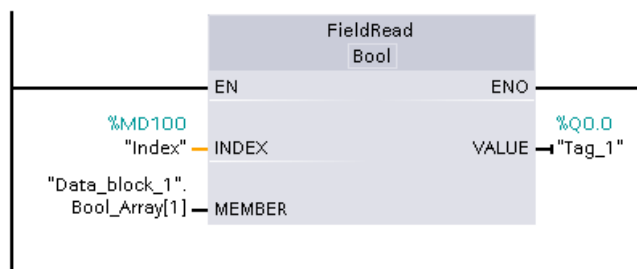 FieldRead
Bool
EN ENO
%MD100 %Q0.0
"Index" INDEX VALUE "Tag_1"
"Data_block_1".
Bool_Array[1] MEMBER